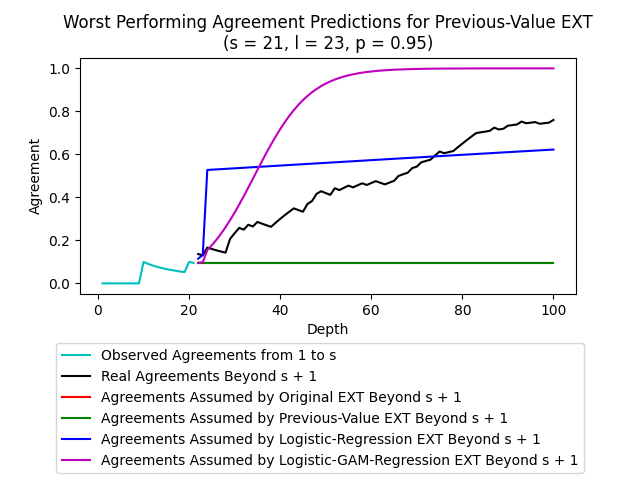 Worst Performing Agreement Predictions for Previous-Value EXT
(s = 21, l = 23, p = 0.95)
1.0
0.8
0.6
0.4
0.2
0.0
Agreement
0 20 40 60 80 100
Depth
Observed Agreements from 1 to s
Real Agreements Beyond s + 1
Agreements Assumed by Original EXT Beyond s + 1
Agreements Assumed by Previous-Value EXT Beyond s + 1
Agreements Assumed by Logistic-Regression EXT Beyond s + 1
Agreements Assumed by Logistic-GAM-Regression EXT Beyond s + 1